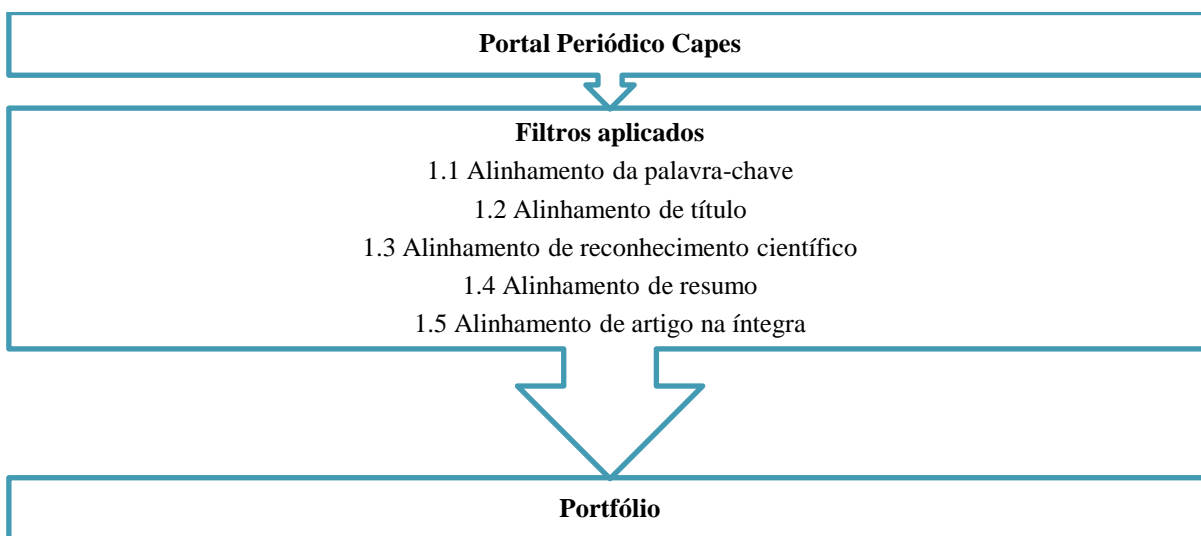 Portal Periódico Capes
Filtros aplicados
1.1 Alinhamento da palavra-chave
1.2 Alinhamento de título
1.3 Alinhamento de reconhecimento científico
1.4 Alinhamento de resumo
1.5 Alinhamento de artigo na íntegra
Portfólio